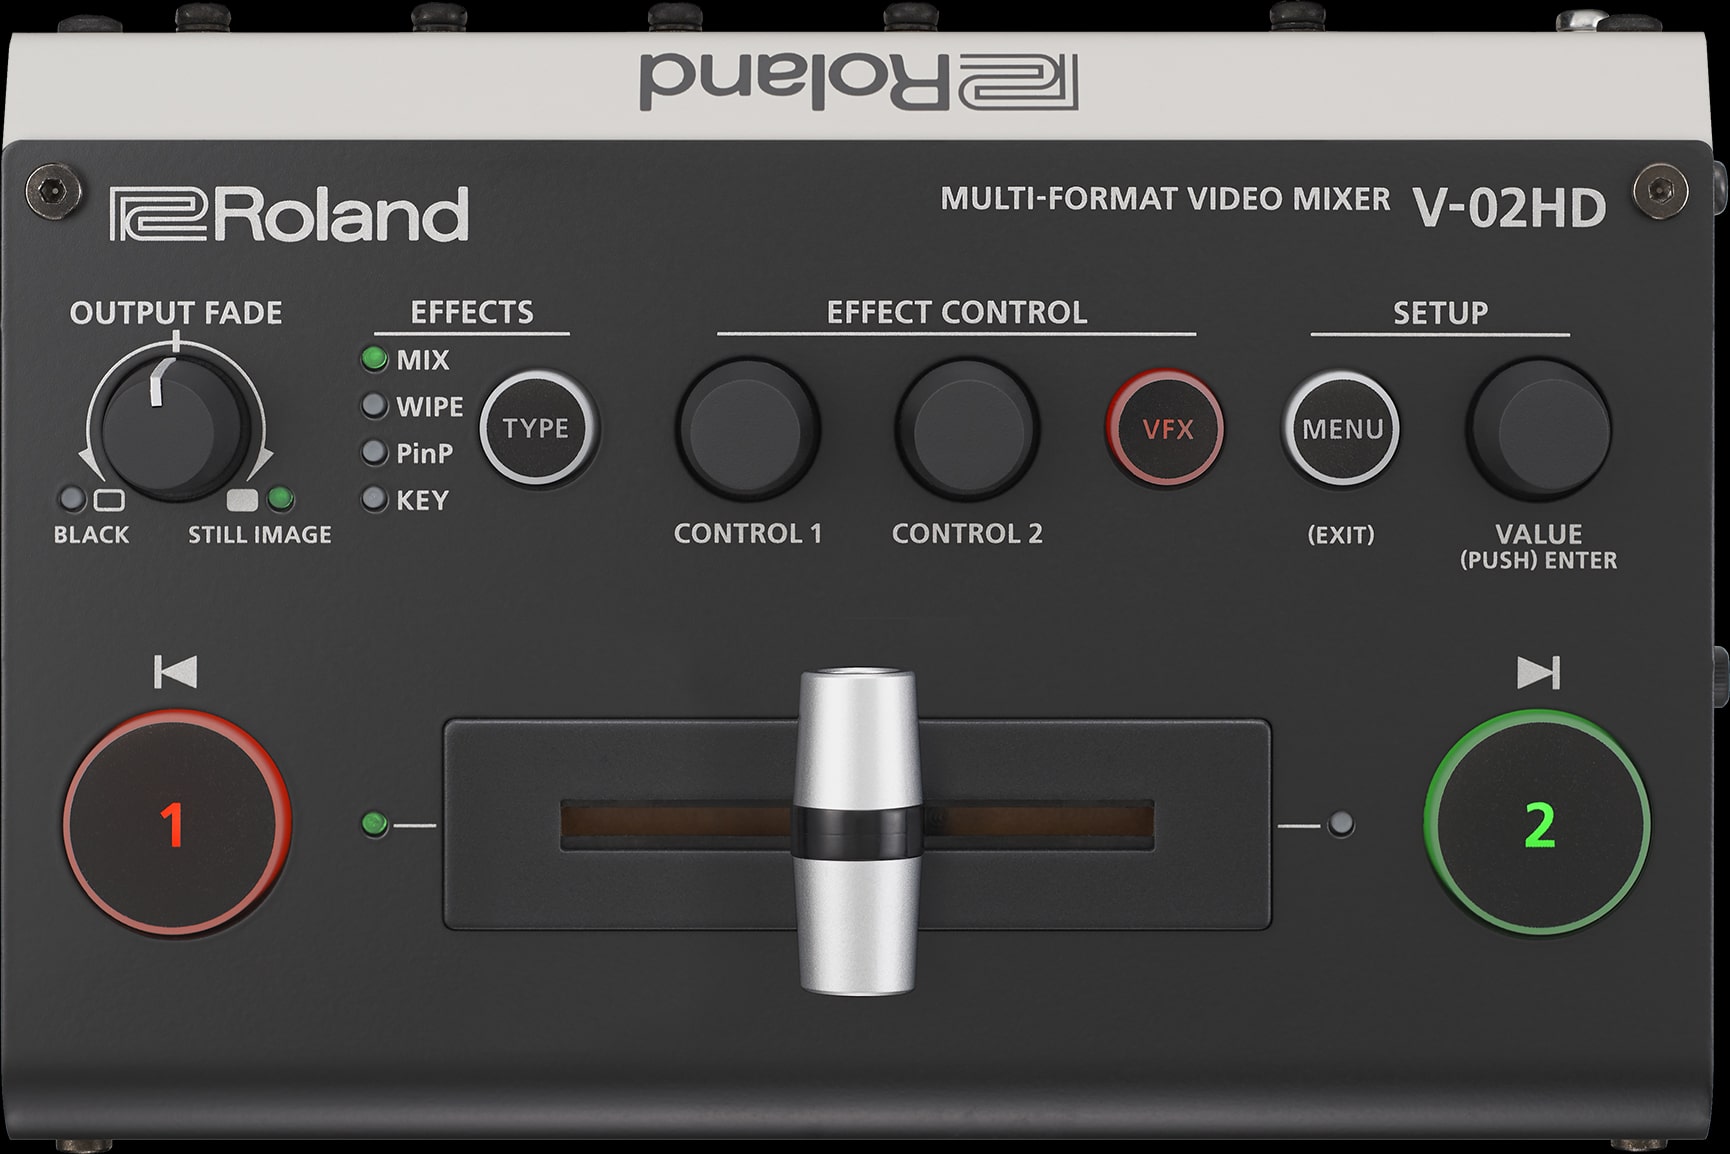 Roland
Roland
MULTI-FORMAT VIDEO MIXER V-02HD
OUTPUT FADE
BLACK
STILL IMAGE
EFFECTS
MIX
WIPE
PinP
KEY
TYPE
EFFECT CONTROL
CONTROL 1
CONTROL 2
VFX
SETUP
MENU
(EXIT)
VALUE
(PUSH) ENTER
1
2